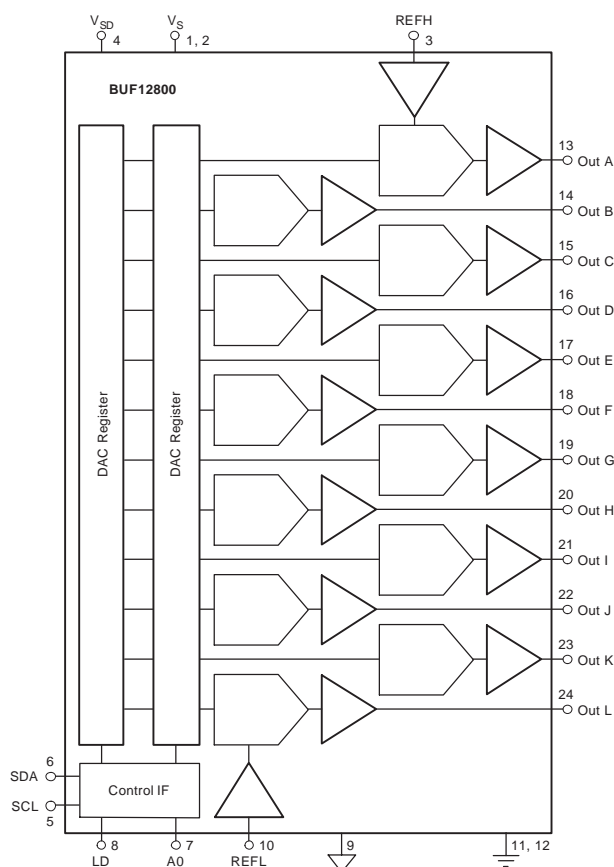 VSD
VS
REFH
4
1, 2
3
BUF12800
13
Out A
14
Out B
15
Out C
16
Out D
17
Out E
18
Out F
19
Out G
20
Out H
21
Out I
22
Out J
23
Out K
24
Out L
DAC Register
DAC Register
6
SDA
Control IF
SCL
5
8
7
10
9
11, 12
LD
A0
REFL